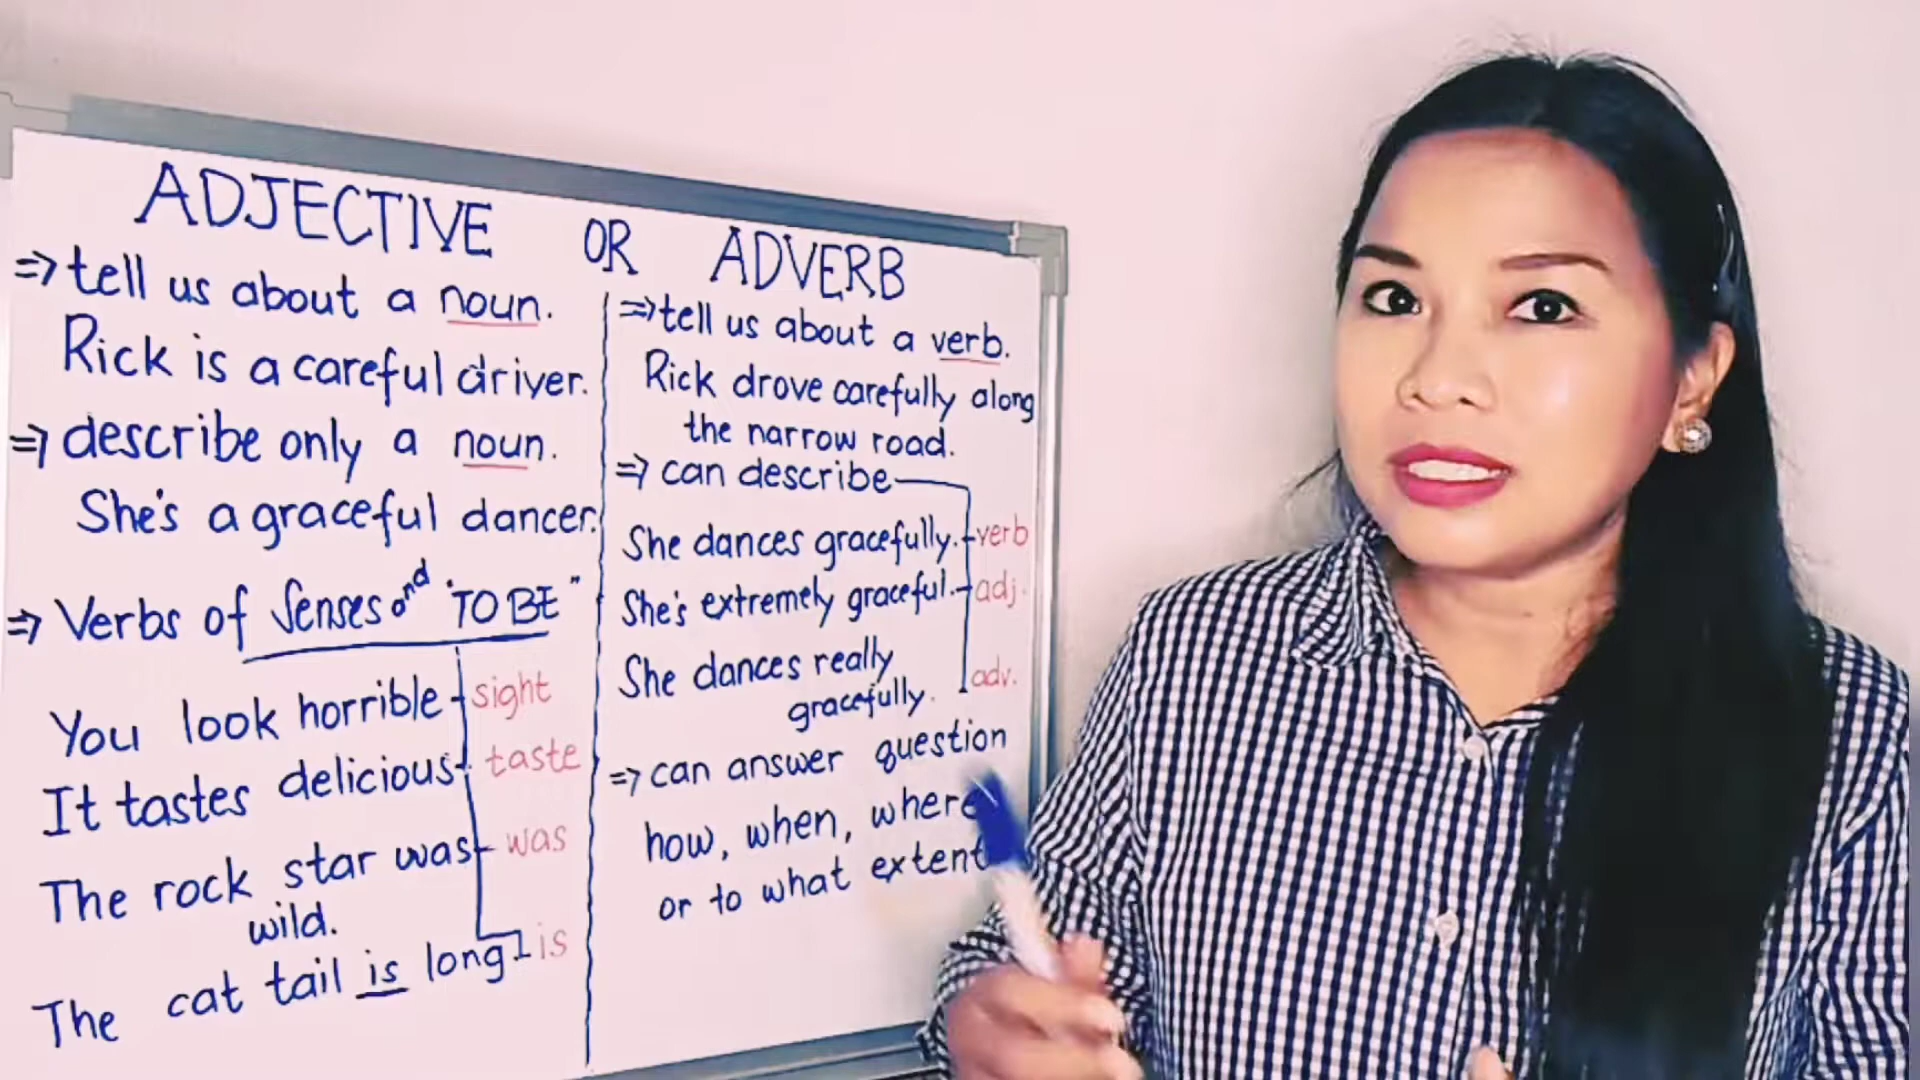 ADJECTIVE OR ADVERB
=> tell us about a noun.
Rick is a careful driver.
=> describe only a noun.
She's a graceful dancer.
=> Verbs of Senses and "TO BE"
You look horrible sight
It tastes delicious taste
The rock star was was
wild.
The cat tail is long is
=> tell us about a verb.
Rick drove carefully along
the narrow road.
=> can describe
She dances gracefully. verb
She's extremely graceful. adj.
She dances really
gracefully. adv.
=> can answer question
how, when, where
or to what extent